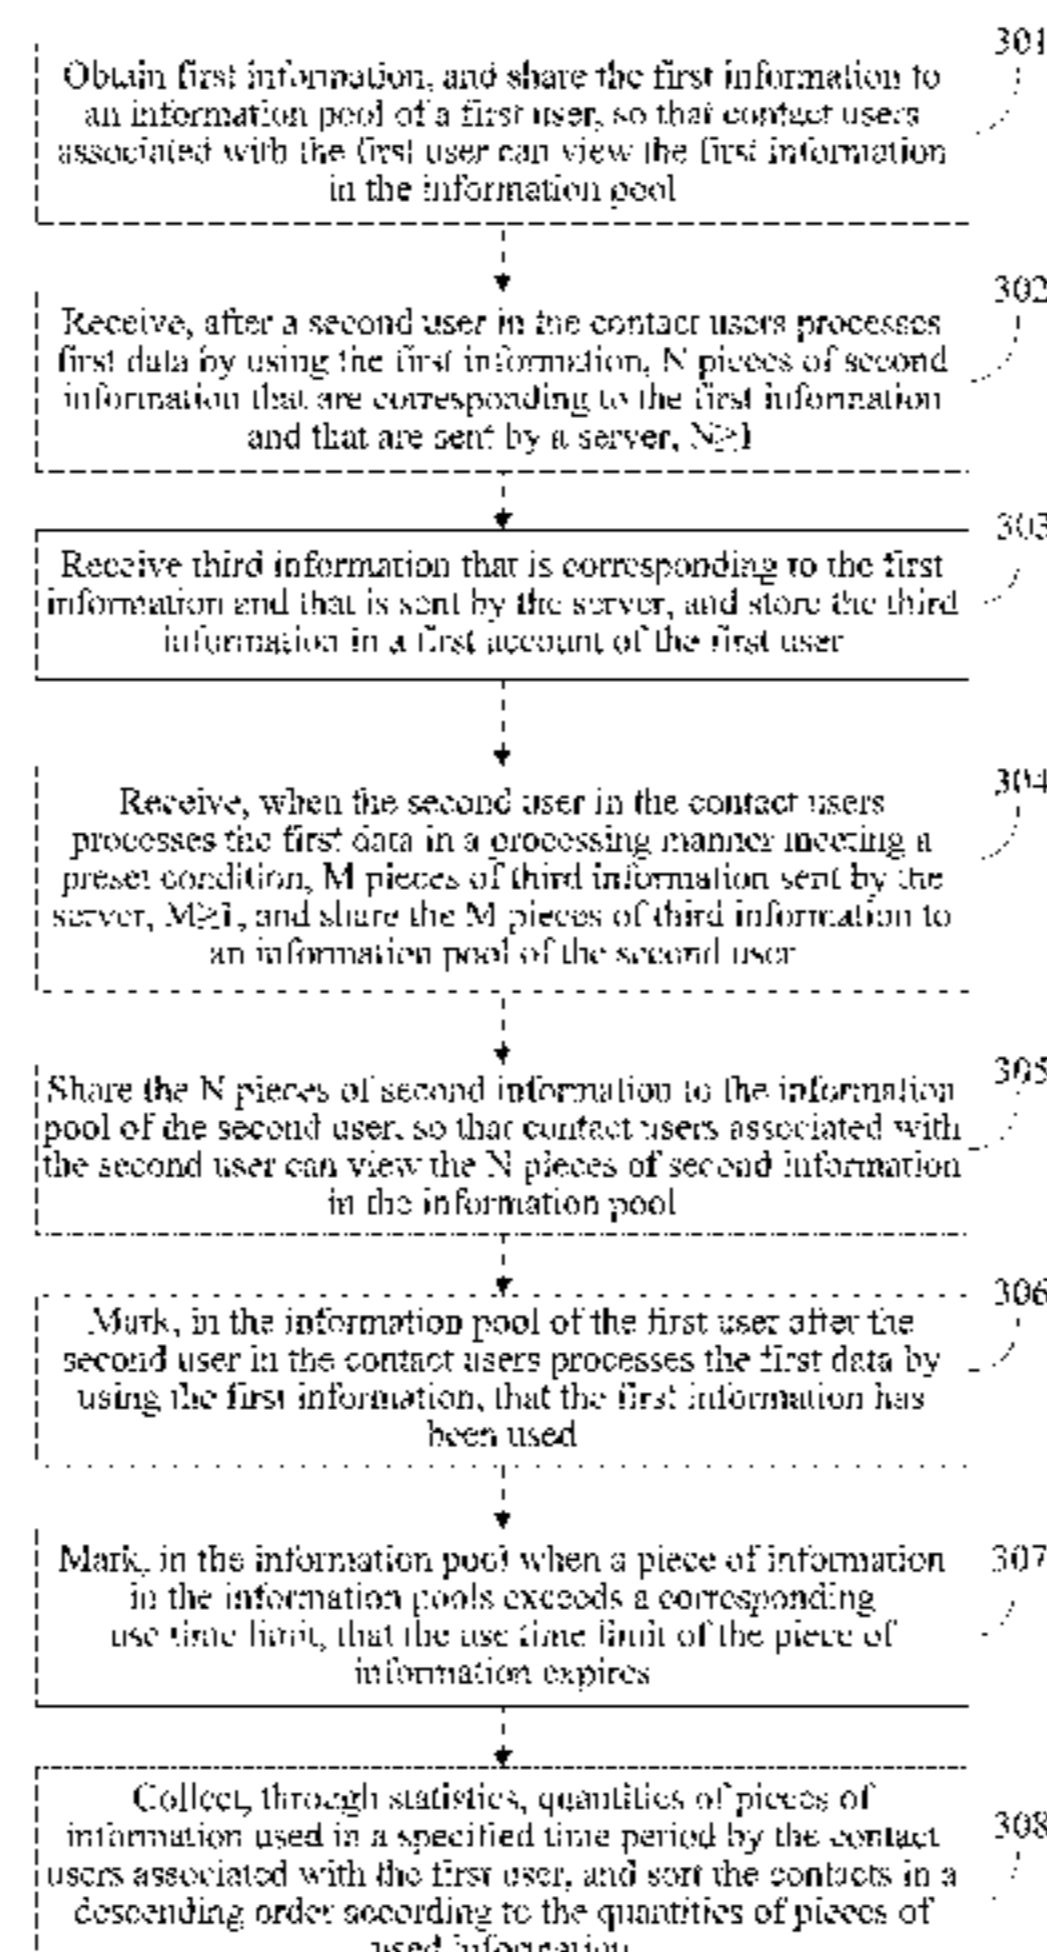 301
Obtain first information, and share the first information to
an information pool of a first user, so that contact users
associated with the first user can view the first information
in the information pool
302
Receive, after a second user in the contact users processes
first data by using the first information, N pieces of second
information that are corresponding to the first information
and that are sent by a server, N≥1
303
Receive third information that is corresponding to the first
information and that is sent by the server, and store the third
information in a first account of the first user
304
Receive, when the second user in the contact users
processes the first data in a processing manner meeting a
preset condition, M pieces of third information sent by the
server, M≥1, and share the M pieces of third information to
an information pool of the second user
305
Share the N pieces of second information to the information
pool of the second user, so that contact users associated with
the second user can view the N pieces of second information
in the information pool
306
Mark, in the information pool of the first user after the
second user in the contact users processes the first data by
using the first information, that the first information has
been used
307
Mark, in the information pool when a piece of information
in the information pools exceeds a corresponding
use time limit, that the use time limit of the piece of
information expires
308
Collect, through statistics, quantities of pieces of
information used in a specified time period by the contact
users associated with the first user, and sort the contacts in a
descending order according to the quantities of pieces of
used information